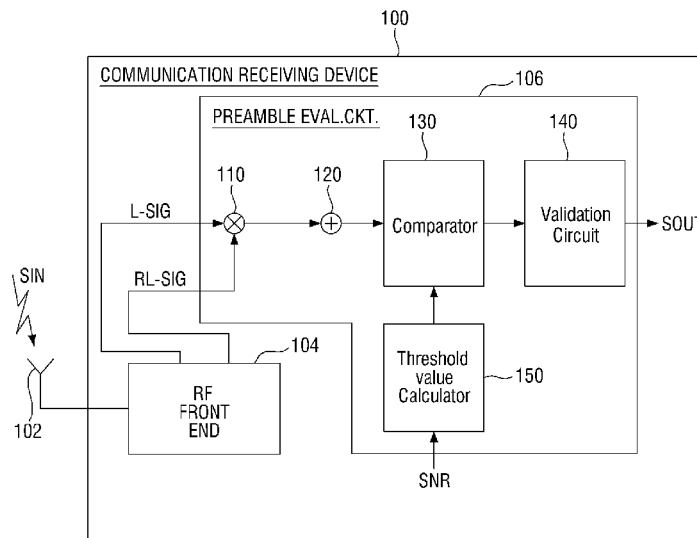 100
COMMUNICATION RECEIVING DEVICE
106
PREAMBLE EVAL.CKT.
130
140
110
120
L-SIG
Comparator
Validation
Circuit
SOUT
SIN
RL-SIG
104
102
RF
FRONT
END
Threshold
value
Calculator
150
SNR